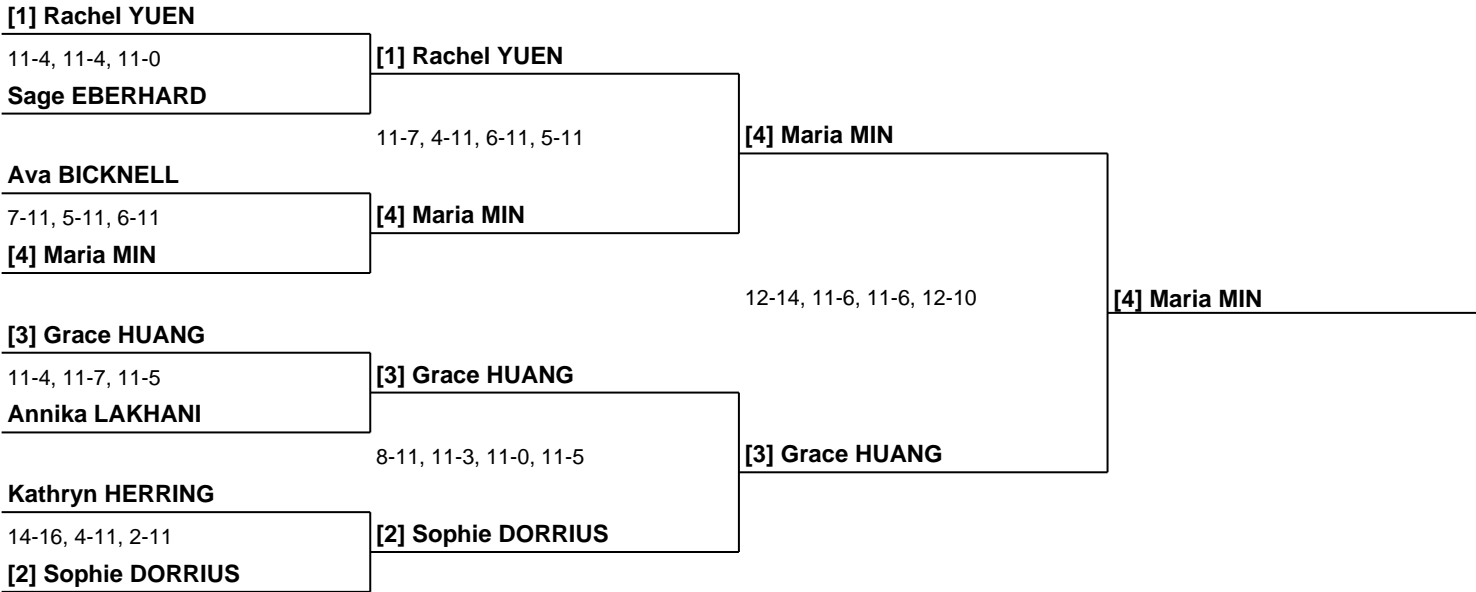 [1] Rachel YUEN
11-4, 11-4, 11-0
Sage EBERHARD
Ava BICKNELL
7-11, 5-11, 6-11
[4] Maria MIN
[3] Grace HUANG
11-4, 11-7, 11-5
Annika LAKHANI
Kathryn HERRING
14-16, 4-11, 2-11
[2] Sophie DORRIUS
[1] Rachel YUEN
11-7, 4-11, 6-11, 5-11
[4] Maria MIN
[3] Grace HUANG
8-11, 11-3, 11-0, 11-5
[2] Sophie DORRIUS
[4] Maria MIN
12-14, 11-6, 11-6, 12-10
[3] Grace HUANG
[4] Maria MIN